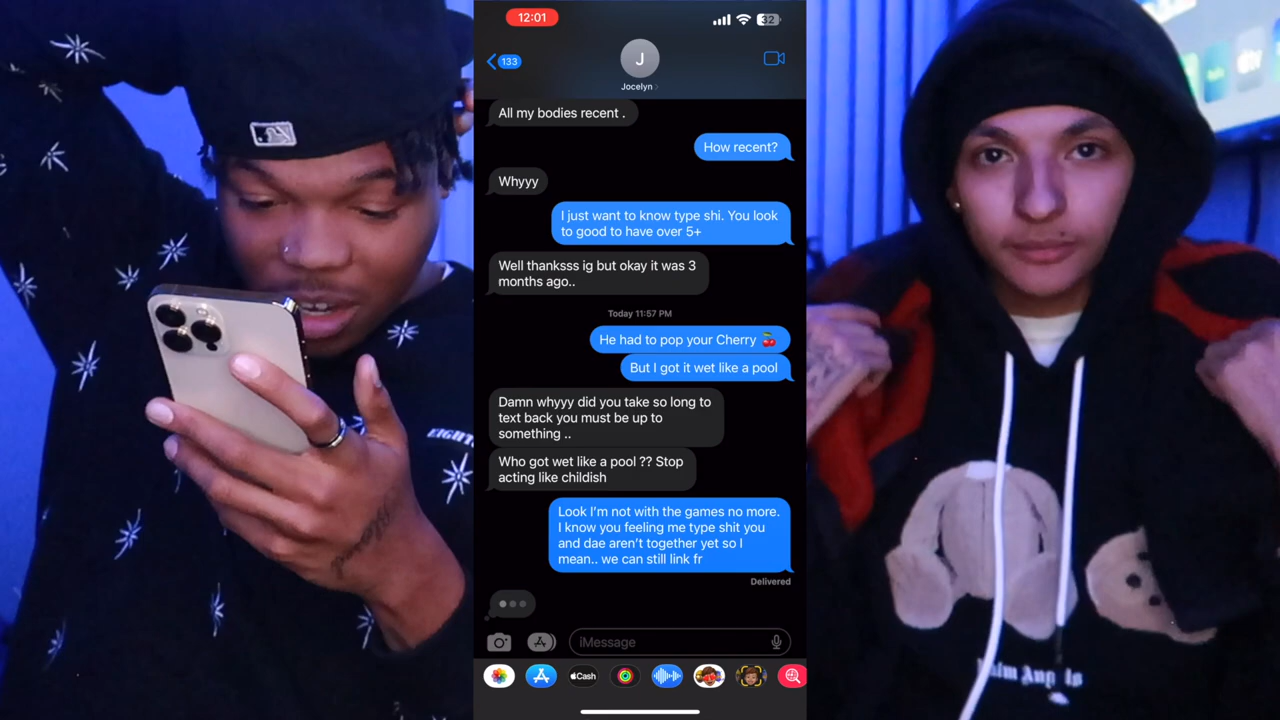 12:01
32
133
J
Jocelyn
All my bodies recent .
How recent?
Whyyy
I just want to know type shi. You look
to good to have over 5+
Well thanksss ig but okay it was 3
months ago..
Today 11:57 PM
He had to pop your Cherry 🍒
But I got it wet like a pool
Damn whyyy did you take so long to
text back you must be up to
something ..
Who got wet like a pool ?? Stop
acting like childish
Look I'm not with the games no more.
I know you feeling me type shit you
and dae aren't together yet so I
mean.. we can still link fr
Delivered
iMessage
Cash